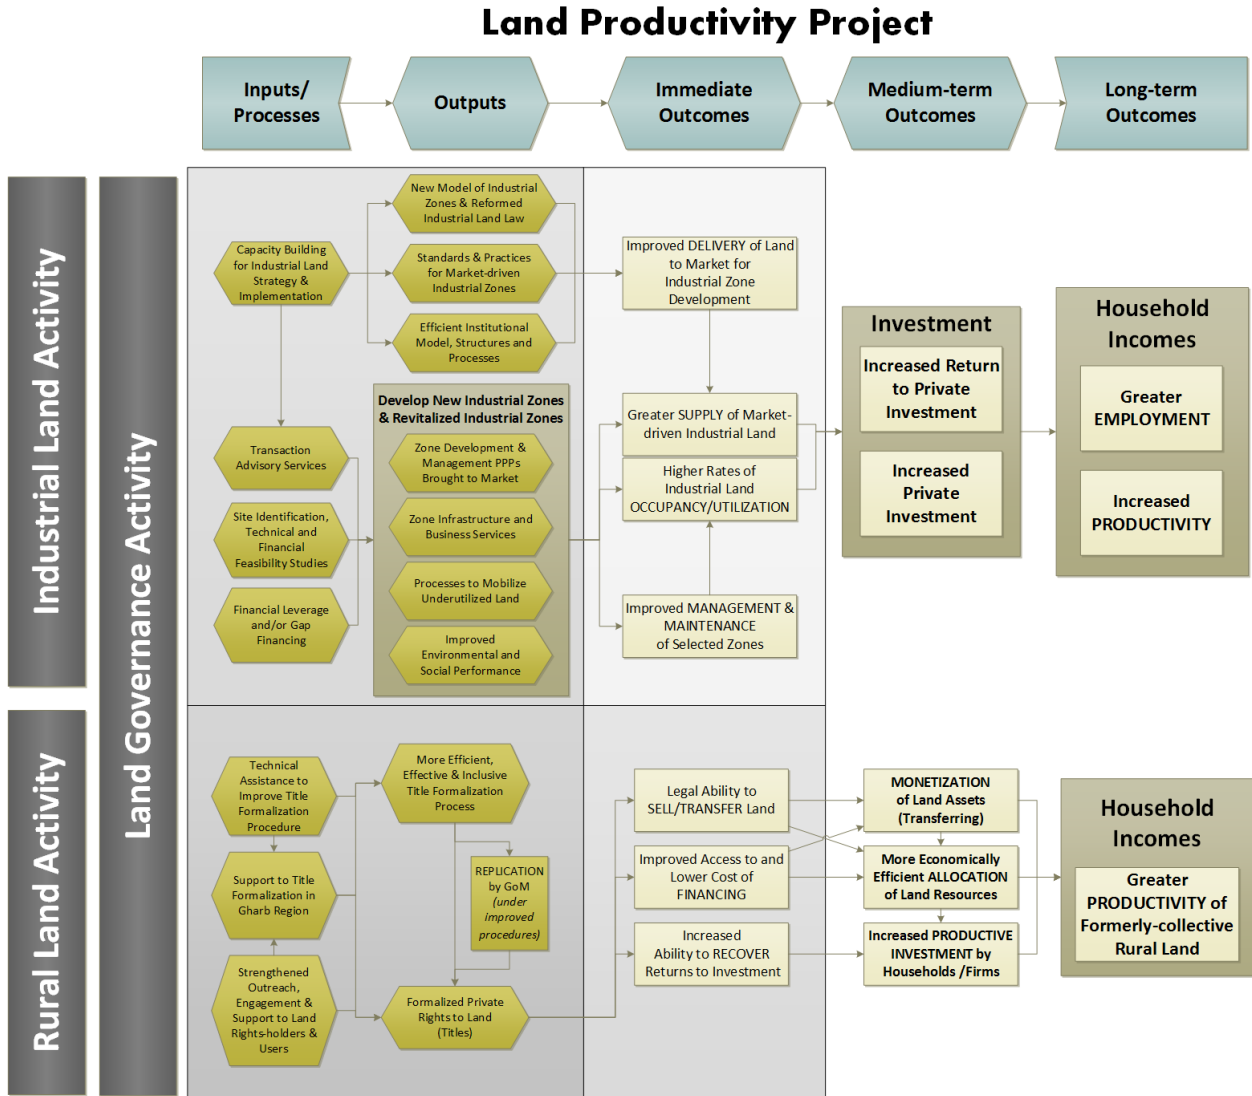 Land Productivity Project
Inputs/
Processes
Outputs
Immediate
Outcomes
Medium-term
Outcomes
Long-term
Outcomes
Industrial Land Activity
Land Governance Activity
Rural Land Activity
Capacity Building
for Industrial Land
Strategy &
Implementation
New Model of Industrial
Zones & Reformed
Industrial Land Law
Standards & Practices
for Market-driven
Industrial Zones
Efficient Institutional
Model, Structures and
Processes
Transaction
Advisory Services
Site Identification,
Technical and
Financial
Feasibility Studies
Financial Leverage
and/or Gap
Financing
Develop New Industrial Zones
& Revitalized Industrial Zones
Zone Development &
Management PPPs
Brought to Market
Zone Infrastructure and
Business Services
Processes to Mobilize
Underutilized Land
Improved
Environmental and
Social Performance
Improved DELIVERY of Land
to Market for
Industrial Zone
Development
Greater SUPPLY of Market-
driven Industrial Land
Higher Rates of
Industrial Land
OCCUPANCY/UTILIZATION
Improved MANAGEMENT &
MAINTENANCE
of Selected Zones
Investment
Increased Return
to Private
Investment
Increased
Private
Investment
Household
Incomes
Greater
EMPLOYMENT
Increased
PRODUCTIVITY
Technical
Assistance to
Improve Title
Formalization
Procedure
Support to Title
Formalization in
Gharb Region
Strengthened
Outreach,
Engagement &
Support to Land
Rights-holders &
Users
More Efficient,
Effective & Inclusive
Title Formalization
Process
REPLICATION
by GoM
(under
improved
procedures)
Formalized Private
Rights to Land
(Titles)
Legal Ability to
SELL/TRANSFER Land
Improved Access to and
Lower Cost of
FINANCING
Increased
Ability to RECOVER
Returns to Investment
MONETIZATION
of Land Assets
(Transferring)
More Economically
Efficient ALLOCATION
of Land Resources
Increased PRODUCTIVE
INVESTMENT by
Households /Firms
Household
Incomes
Greater
PRODUCTIVITY of
Formerly-collective
Rural Land